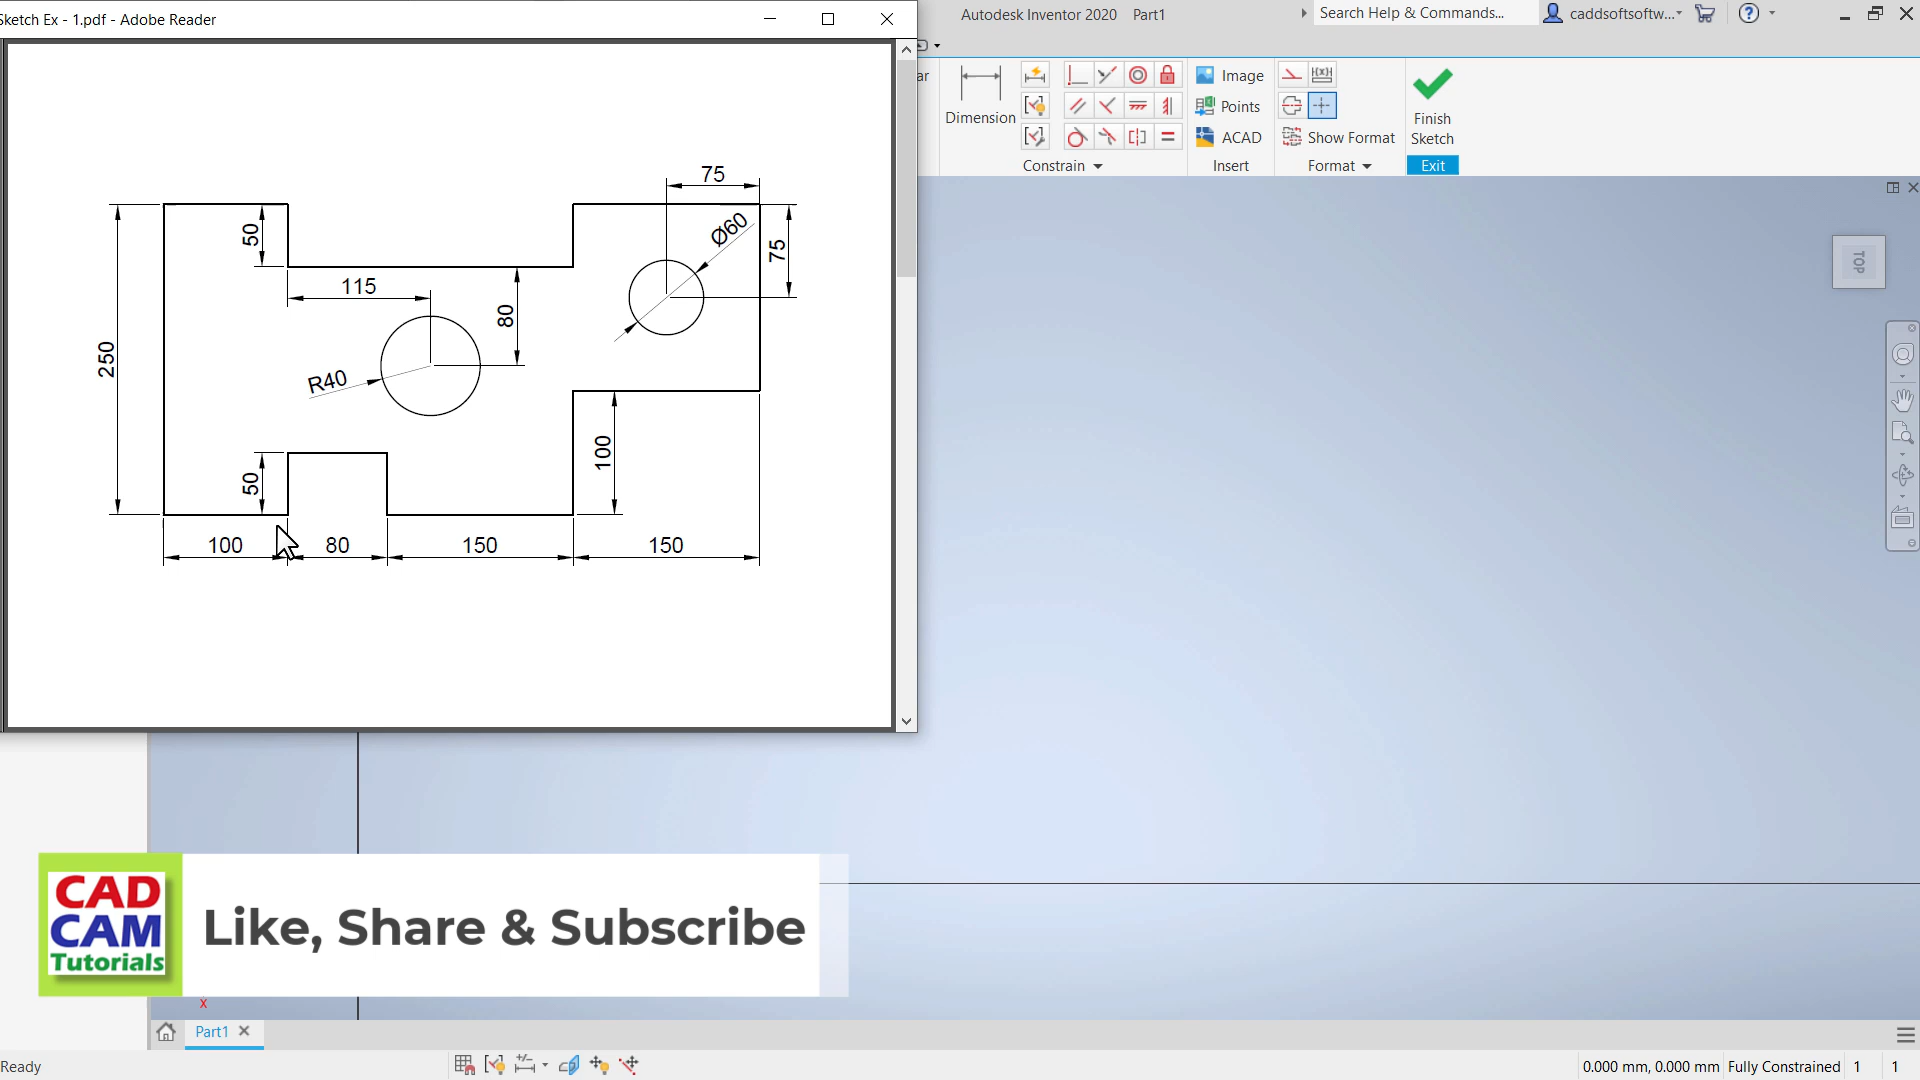 Sketch Ex - 1.pdf - Adobe Reader
Autodesk Inventor 2020 Part1
Search Help & Commands...
caddsoftsoftw...
ar
Dimension
Constrain
Image
Points
ACAD
Insert
Show Format
Format
Finish
Sketch
Exit
TOP
75
50
Ø60
75
115
80
250
R40
100
50
100
80
150
150
CAD
CAM
Tutorials
Like, Share & Subscribe
x
Part1
Ready
0.000 mm, 0.000 mm Fully Constrained 1 1